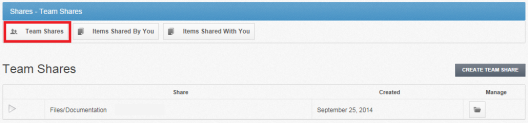 Shares - Team Shares
Team Shares Items Shared By You Items Shared With You
Team Shares CREATE TEAM SHARE
Share Created Manage
Files/Documentation September 25, 2014